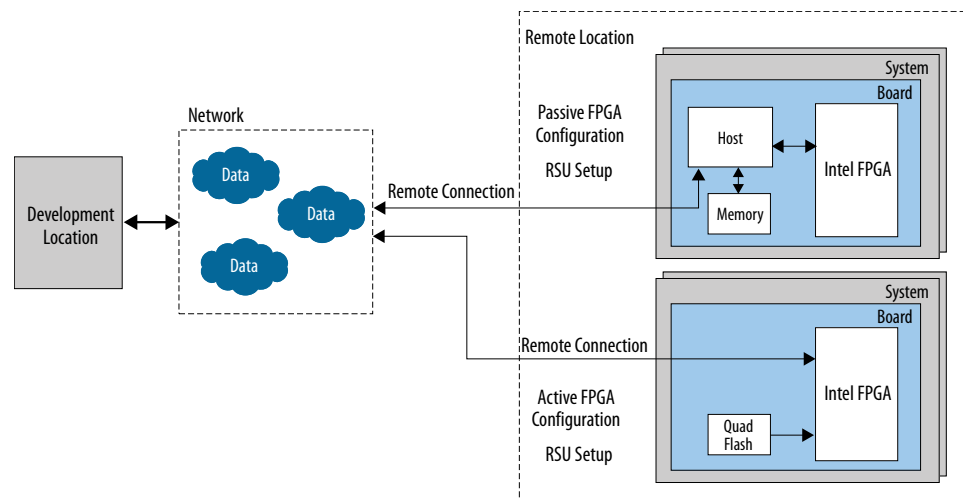 Remote Location
System
Board
Passive FPGA
Configuration
RSU Setup
Host
Memory
Intel FPGA
Network
Data
Data
Data
Development
Location
Remote Connection
System
Board
Remote Connection
Intel FPGA
Active FPGA
Configuration
RSU Setup
Quad
Flash